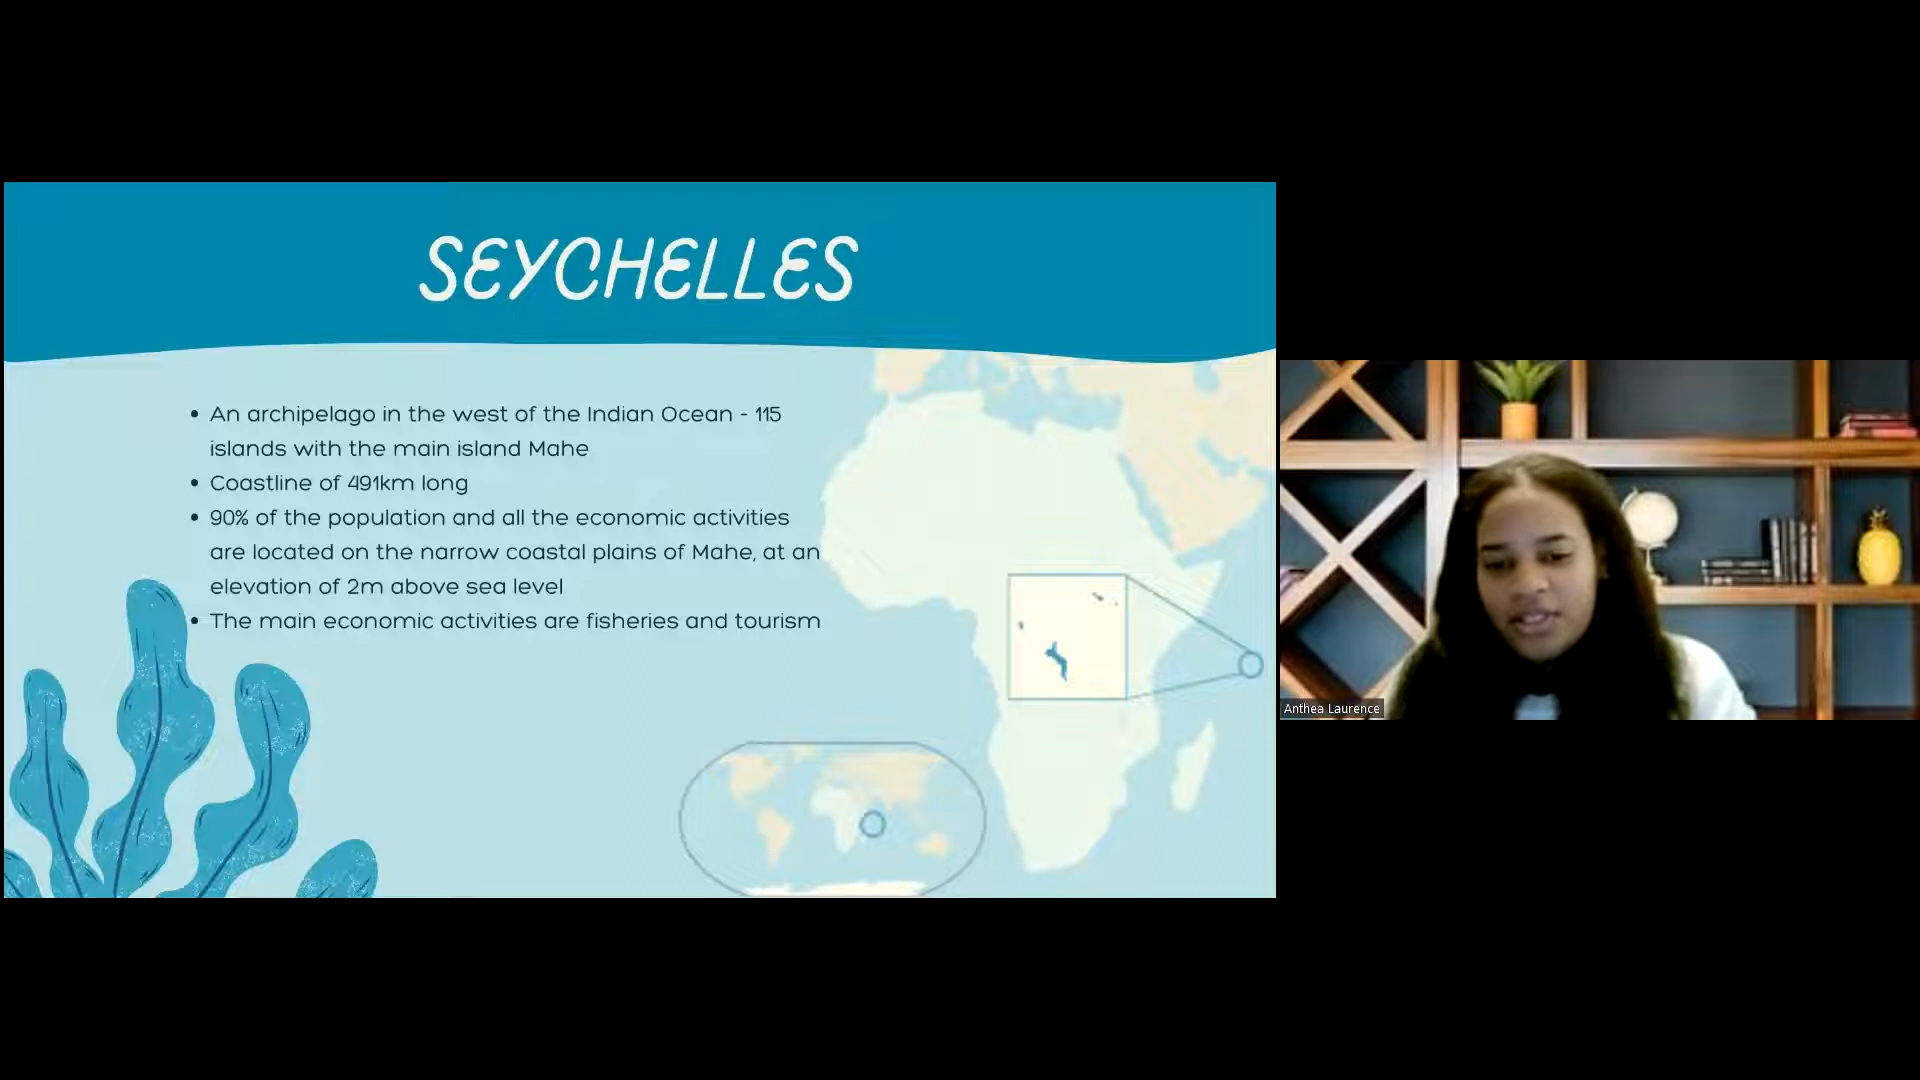 SEYCHELLES
• An archipelago in the west of the Indian Ocean - 115
islands with the main island Mahe
• Coastline of 491km long
• 90% of the population and all the economic activities
are located on the narrow coastal plains of Mahe, at an
elevation of 2m above sea level
• The main economic activities are fisheries and tourism
Anthea Laurence